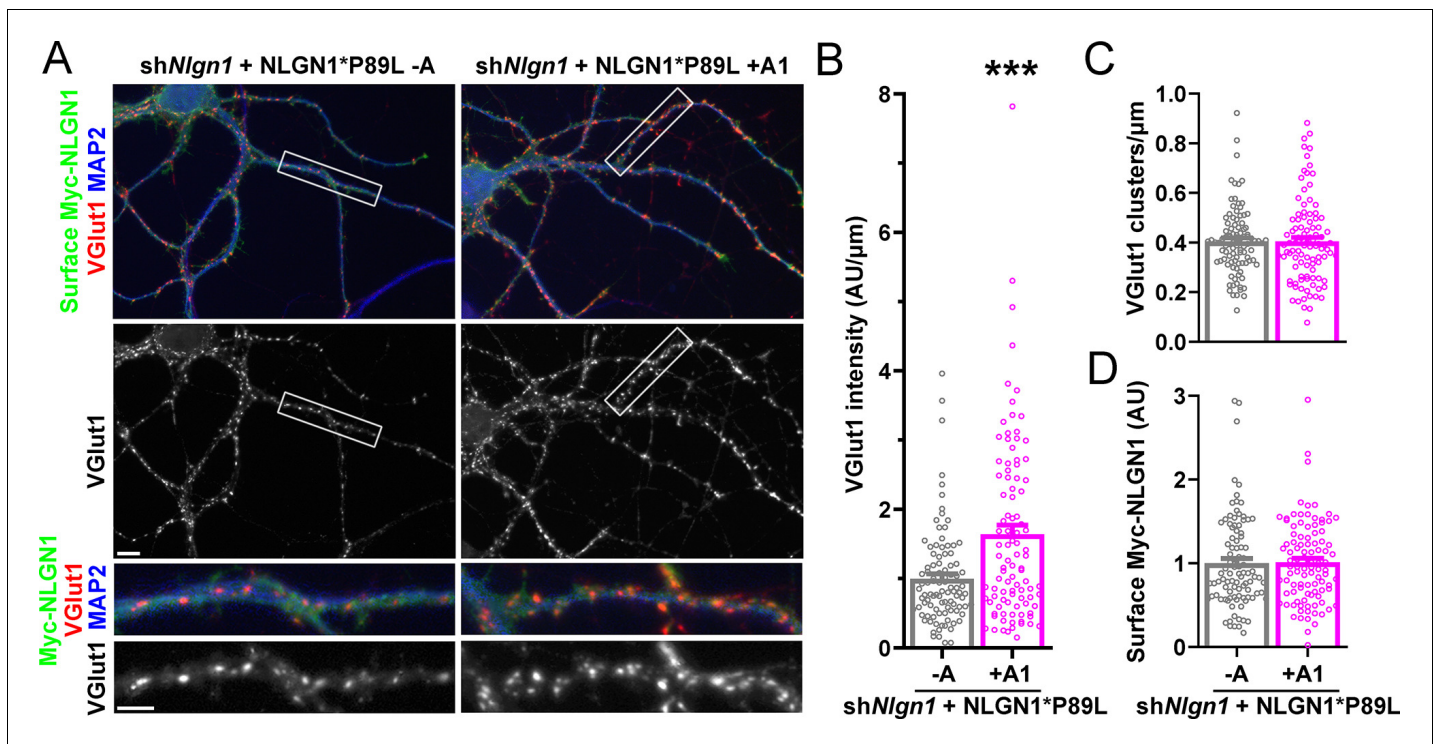 A
shNlgn1 + NLGN1*P89L -A
shNlgn1 + NLGN1*P89L +A1
Surface Myc-NLGN1
VGlut1 MAP2
VGlut1
Myc-NLGN1
VGlut1
MAP2
VGlut1
B
***
VGlut1 intensity (AU/µm)
8
6
4
2
0
-A
+A1
shNlgn1 + NLGN1*P89L
C
VGlut1 clusters/µm
1.0
0.8
0.6
0.4
0.2
0.0
D
Surface Myc-NLGN1 (AU)
3
2
1
0
-A
+A1
shNlgn1 + NLGN1*P89L